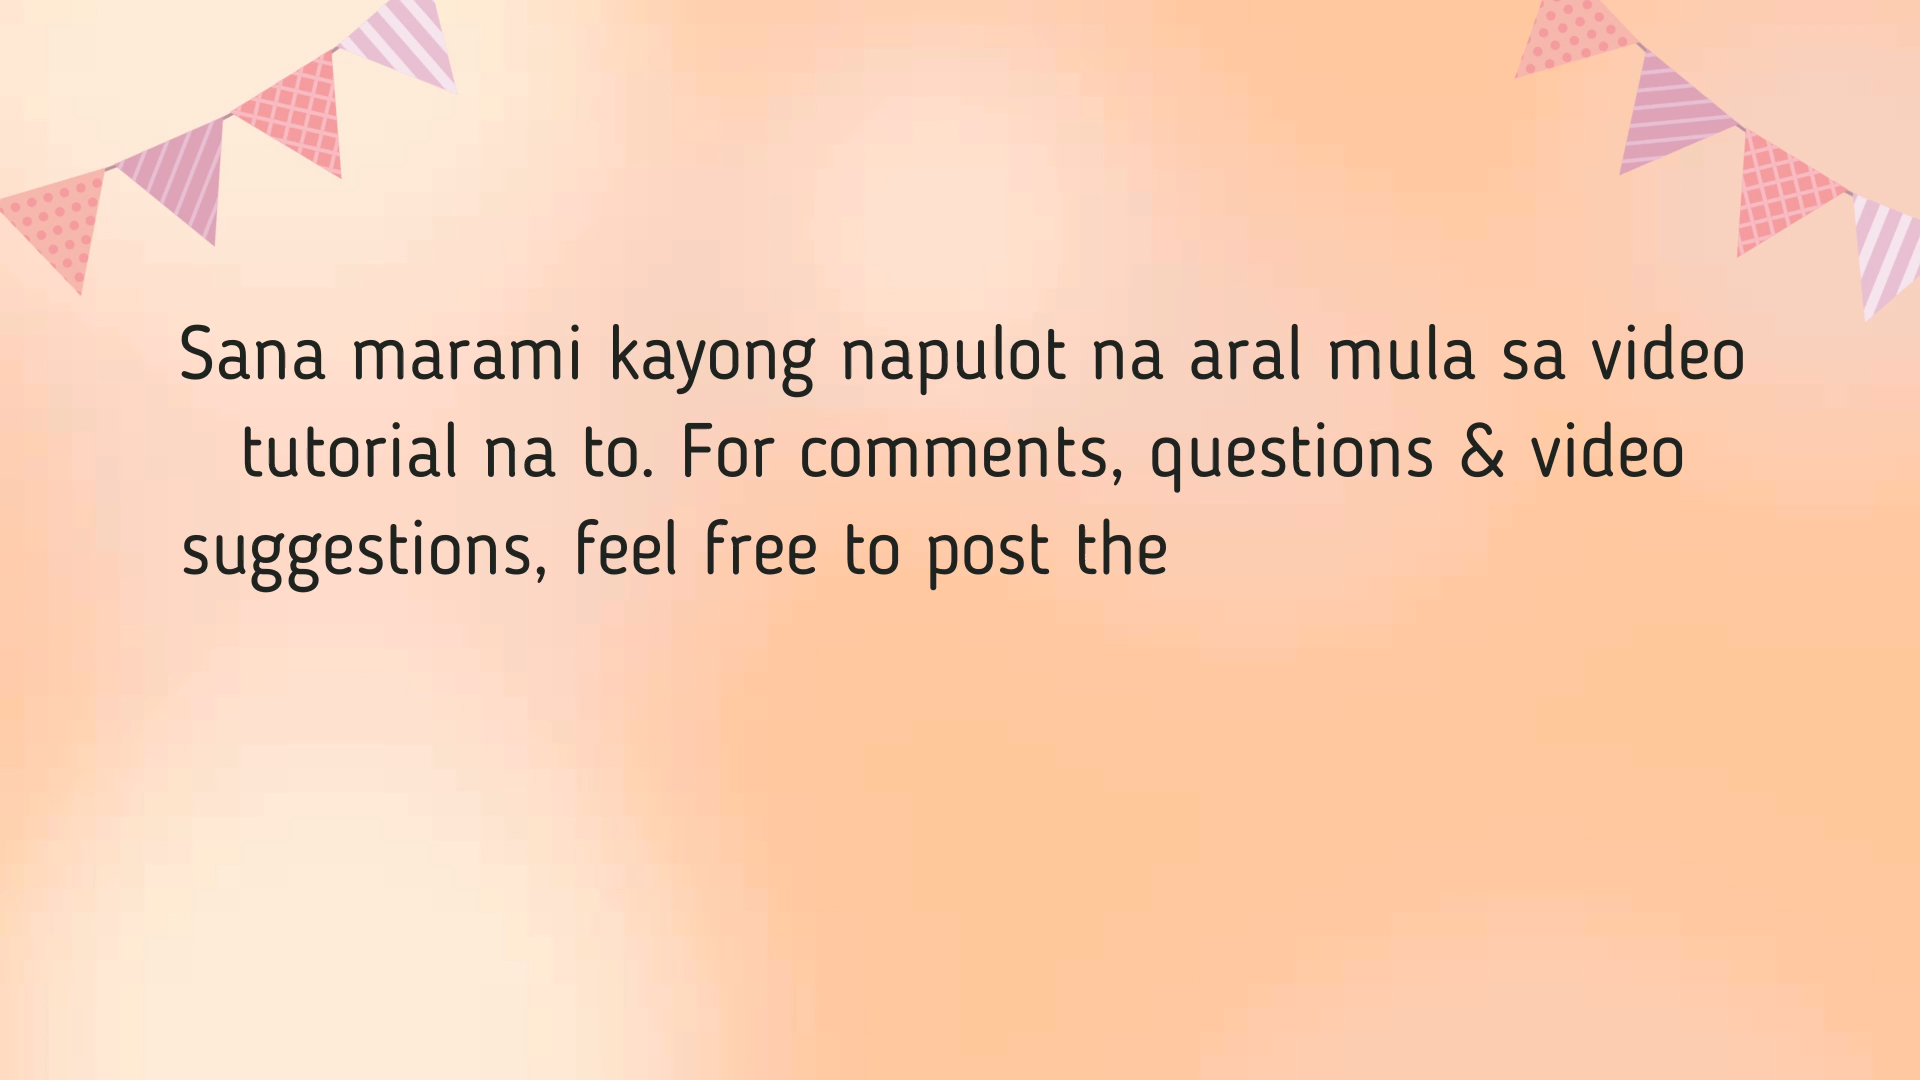 Sana marami kayong napulot na aral mula sa video
tutorial na to. For comments, questions & video
suggestions, feel free to post the